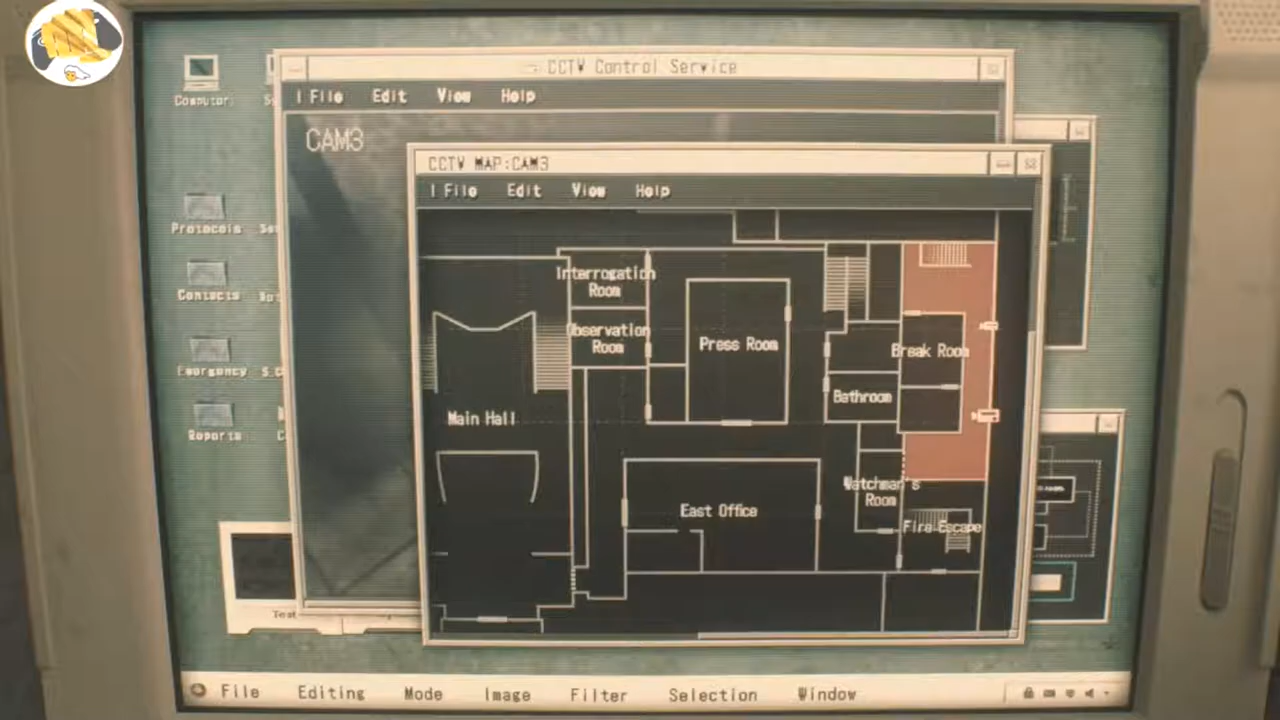 CCTV Control Service
File Edit View Help
Computer
CAM3
CCTV MAP:CAM3
File Edit View Help
Protocols
Contacts
Emergency
Reports
Interrogation
Room
Observation
Room
Press Room
Break Room
Bathroom
Main Hall
Watchman's
Room
East Office
Fire Escape
Test
File Editing Mode Image Filter Selection Window